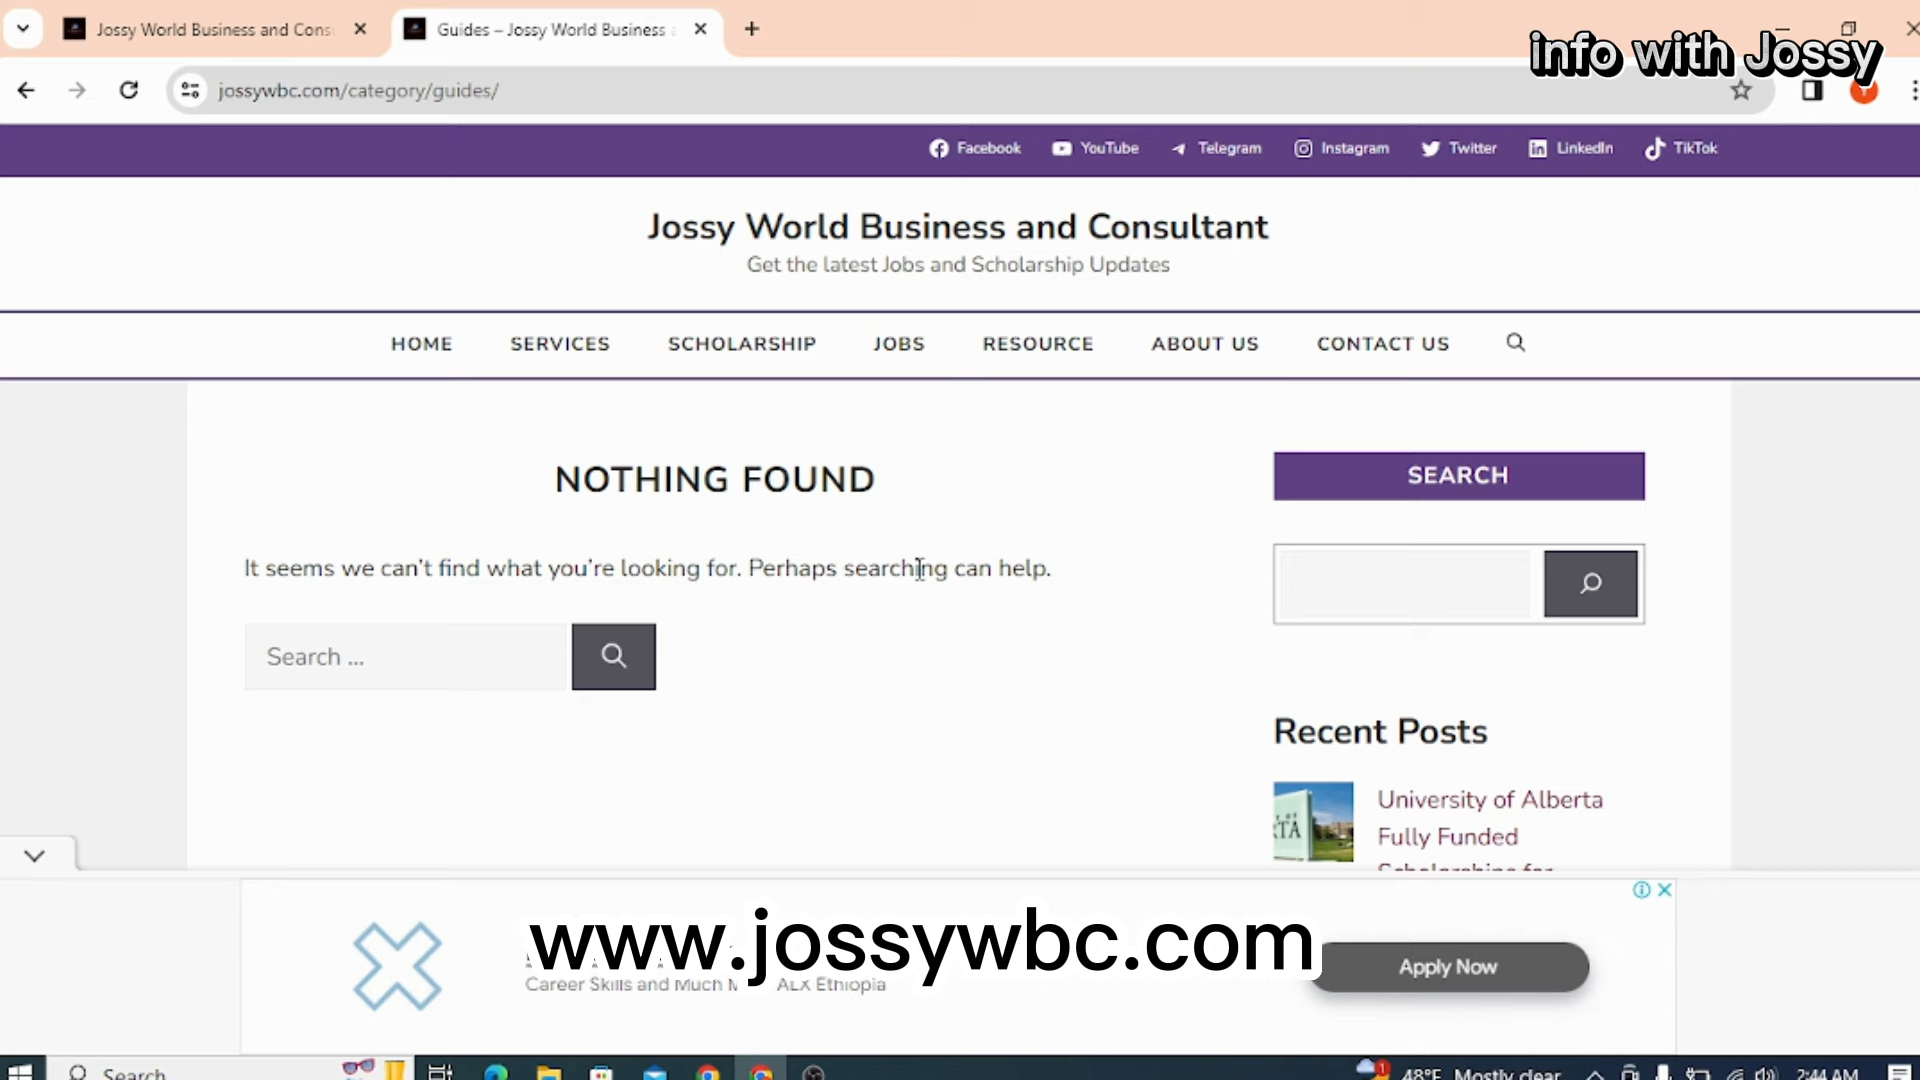 Jossy World Business and Cons
Guides – Jossy World Business
info with Jossy
jossywbc.com/category/guides/
Facebook
YouTube
Telegram
Instagram
Twitter
LinkedIn
TikTok
Jossy World Business and Consultant
Get the latest Jobs and Scholarship Updates
HOME
SERVICES
SCHOLARSHIP
JOBS
RESOURCE
ABOUT US
CONTACT US
NOTHING FOUND
It seems we can't find what you're looking for. Perhaps searching can help.
Search ...
SEARCH
Recent Posts
University of Alberta
Fully Funded
Scholarships for
www.jossywbc.com
Career Skills and Much M
ALX Ethiopia
Apply Now
Search
48°F Mostly clear
2:44 AM